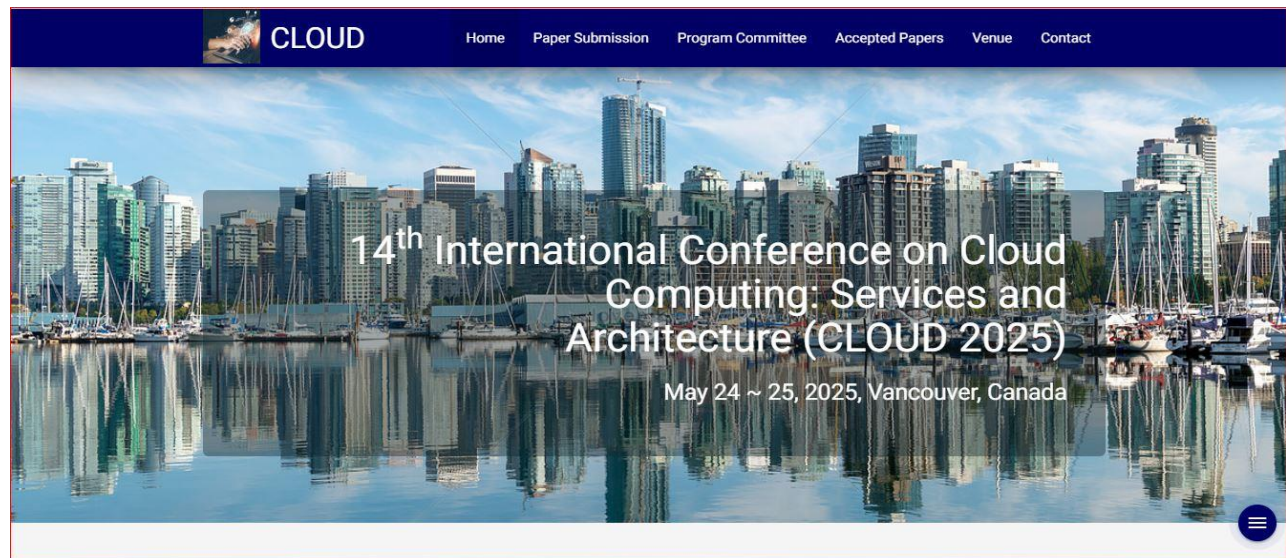 CLOUD
Home Paper Submission Program Committee Accepted Papers Venue Contact
14th International Conference on Cloud
Computing: Services and
Architecture (CLOUD 2025)
May 24 ~ 25, 2025, Vancouver, Canada